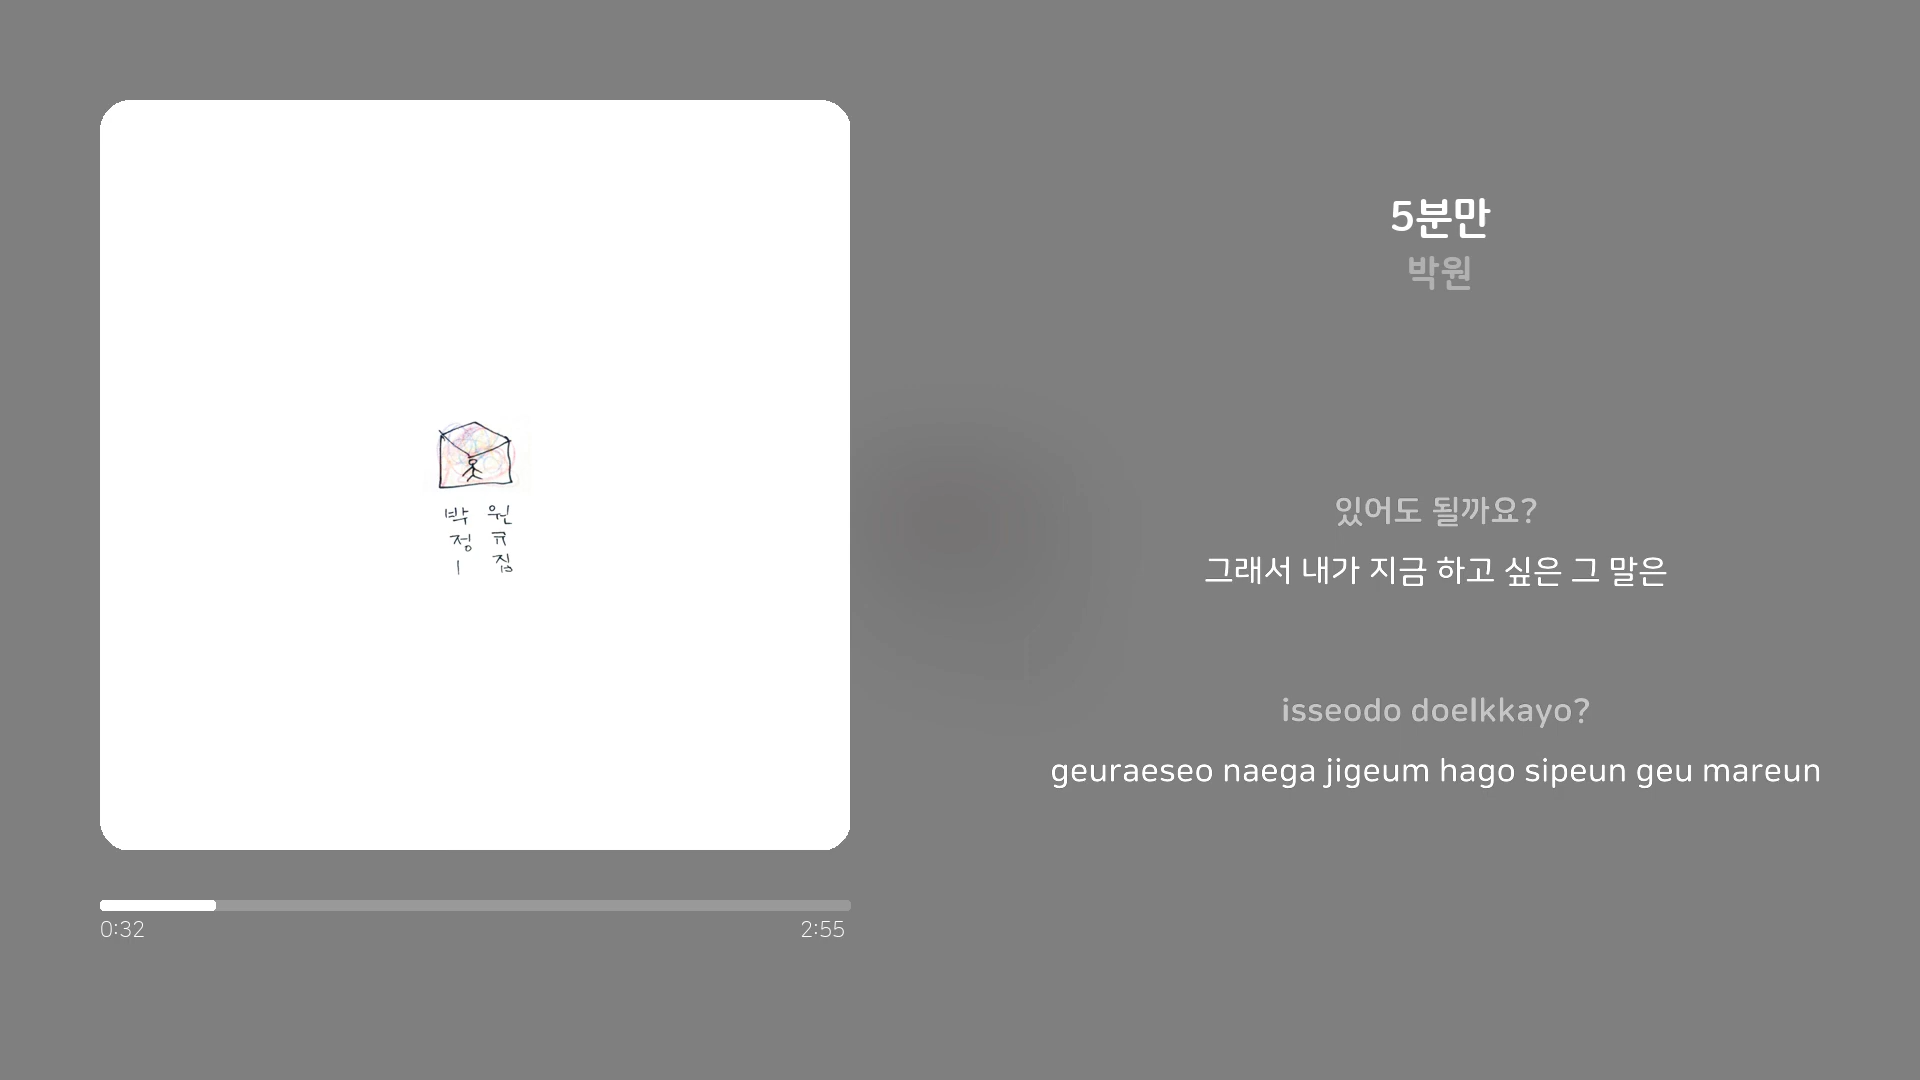 박 원
정 규
1 집
0:32
2:55
5분만
박원
있어도 될까요?
그래서 내가 지금 하고 싶은 그 말은
isseodo doelkkayo?
geuraeseo naega jigeum hago sipeun geu mareun